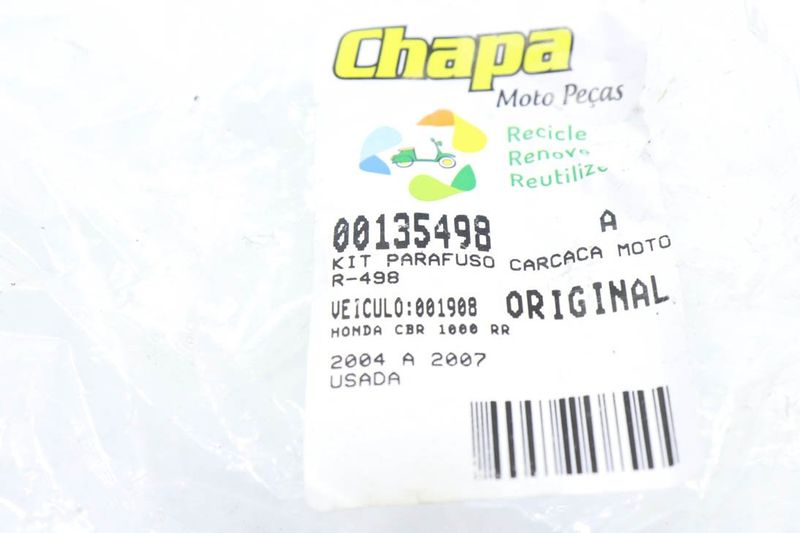 Chapa
Moto Peças
Recicle
Renove
Reutilize
00135498 A
KIT PARAFUSO CARCACA MOTO
R-498
VEÍCULO:001908 ORIGINAL
HONDA CBR 1000 RR
2004 A 2007
USADA